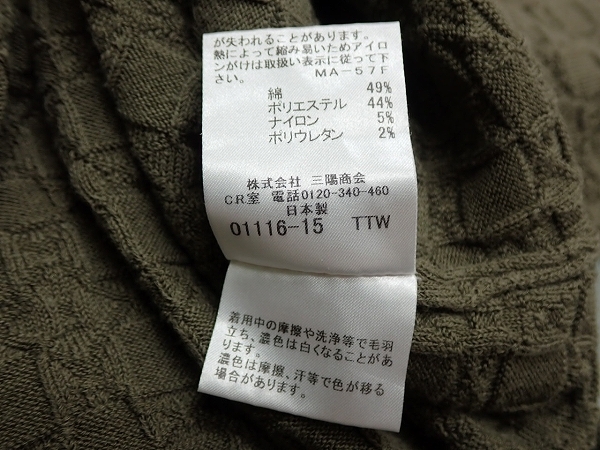 が失われることがあります。
熱によって縮み易いためアイロ
ンがけは取扱い表示に従って下
さい。 MA-57F
綿 49%
ポリエステル 44%
ナイロン 5%
ポリウレタン 2%
株式会社 三陽商会
C.R.室 電話0120-340-460
日本製
01116-15 TTW
着用中の摩擦や洗浄等で毛羽
立ち、濃色は白くなることがあ
ります。
濃色は摩擦、汗等で色が移る
場合があります。